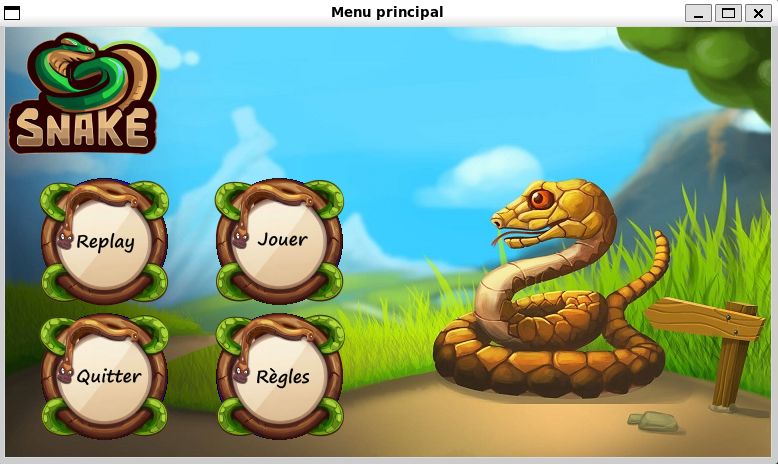 Menu principal
SNAKE
Replay
Jouer
Quitter
Règles